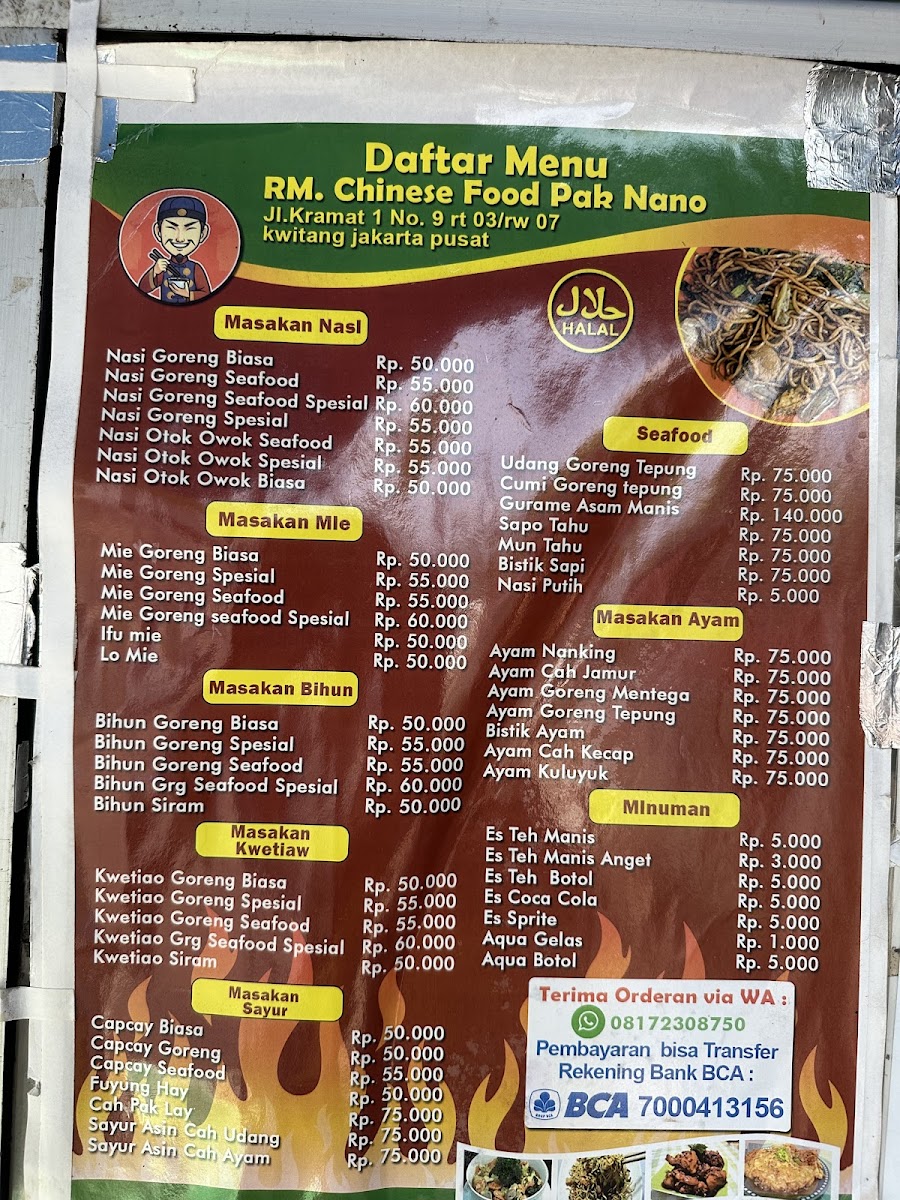 Daftar Menu
RM. Chinese Food Pak Nano
Jl.Kramat 1 No. 9 rt 03/rw 07
kwitang jakarta pusat
حلال
HALAL
Masakan NasI
Nasi Goreng Biasa Rp. 50.000
Nasi Goreng Seafood Rp. 55.000
Nasi Goreng Seafood Spesial Rp. 60.000
Nasi Goreng Spesial Rp. 55.000
Nasi Otok Owok Seafood Rp. 55.000
Nasi Otok Owok Spesial Rp. 55.000
Nasi Otok Owok Biasa Rp. 50.000
Masakan MIe
Mie Goreng Biasa Rp. 50.000
Mie Goreng Spesial Rp. 55.000
Mie Goreng Seafood Rp. 55.000
Mie Goreng seafood Spesial Rp. 60.000
Ifu mie Rp. 50.000
Lo Mie Rp. 50.000
Masakan Bihun
Bihun Goreng Biasa Rp. 50.000
Bihun Goreng Spesial Rp. 55.000
Bihun Goreng Seafood Rp. 55.000
Bihun Grg Seafood Spesial Rp. 60.000
Bihun Siram Rp. 50.000
Masakan
Kwetiaw
Kwetiao Goreng Biasa Rp. 50.000
Kwetiao Goreng Spesial Rp. 55.000
Kwetiao Goreng Seafood Rp. 55.000
Kwetiao Grg Seafood Spesial Rp. 60.000
Kwetiao Siram Rp. 50.000
Masakan
Sayur
Capcay Biasa Rp. 50.000
Capcay Goreng Rp. 50.000
Capcay Seafood Rp. 55.000
Fuyung Hay Rp. 50.000
Cah Pak Lay Rp. 75.000
Sayur Asin Cah Udang Rp. 75.000
Sayur Asin Cah Ayam Rp. 75.000
Seafood
Udang Goreng Tepung Rp. 75.000
Cumi Goreng tepung Rp. 75.000
Gurame Asam Manis Rp. 140.000
Sapo Tahu Rp. 75.000
Mun Tahu Rp. 75.000
Bistik Sapi Rp. 75.000
Nasi Putih Rp. 5.000
Masakan Ayam
Ayam Nanking Rp. 75.000
Ayam Cah Jamur Rp. 75.000
Ayam Goreng Mentega Rp. 75.000
Ayam Goreng Tepung Rp. 75.000
Bistik Ayam Rp. 75.000
Ayam Cah Kecap Rp. 75.000
Ayam Kuluyuk Rp. 75.000
MInuman
Es Teh Manis Rp. 5.000
Es Teh Manis Anget Rp. 3.000
Es Teh Botol Rp. 5.000
Es Coca Cola Rp. 5.000
Es Sprite Rp. 5.000
Aqua Gelas Rp. 1.000
Aqua Botol Rp. 5.000
Terima Orderan via WA :
08172308750
Pembayaran bisa Transfer
Rekening Bank BCA :
BCA 7000413156